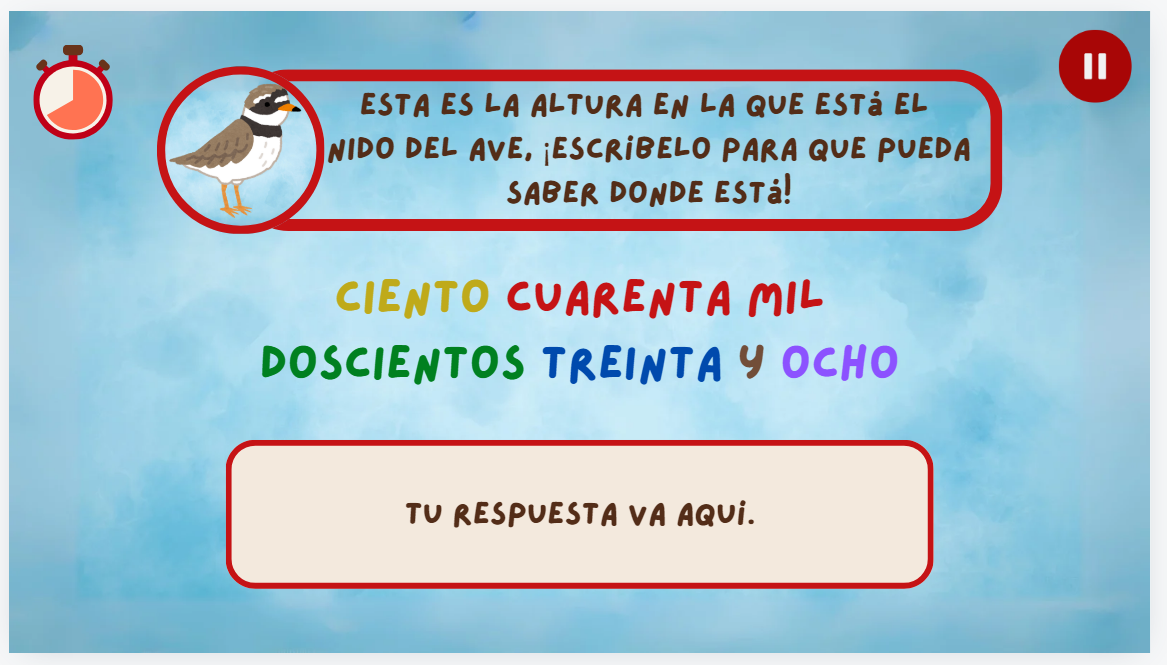 ESTA ES LA ALTURA EN LA QUE ESTÁ EL
NIDO DEL AVE, ¡ESCRÍBELO PARA QUE PUEDA
SABER DONDE ESTÁ!
CIENTO CUARENTA MIL
DOSCIENTOS TREINTA Y OCHO
TU RESPUESTA VA AQUÍ.